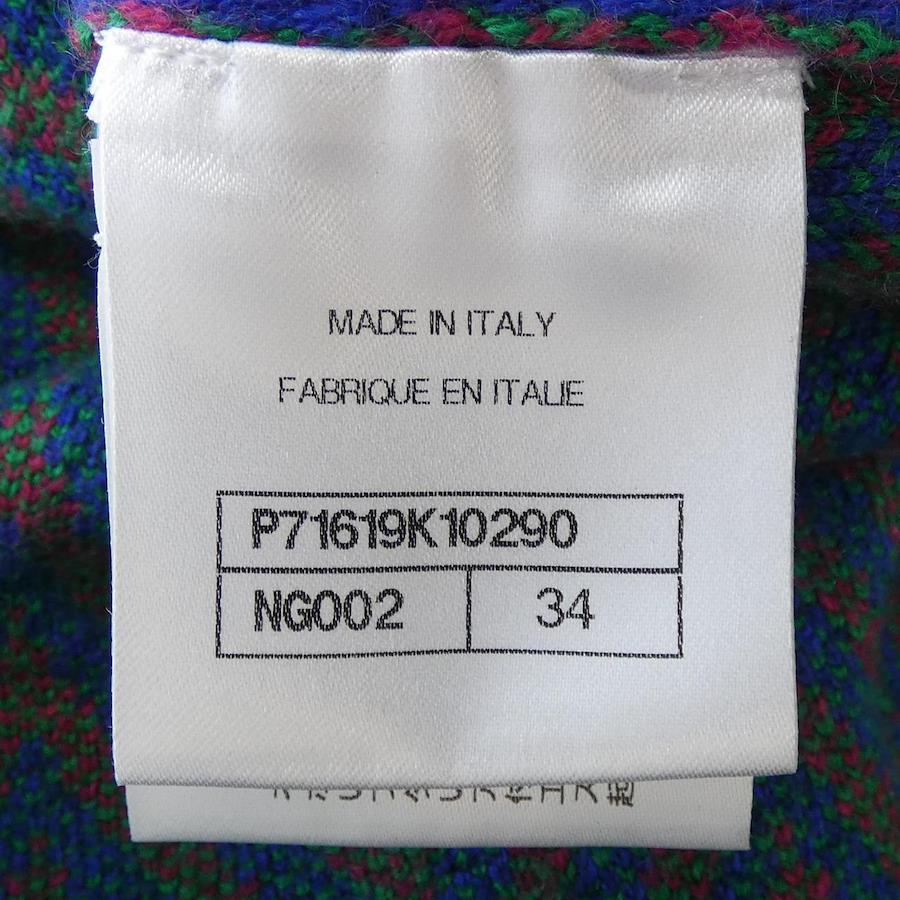 MADE IN ITALY
FABRIQUE EN ITALIE
P71619K10290
NG002 34